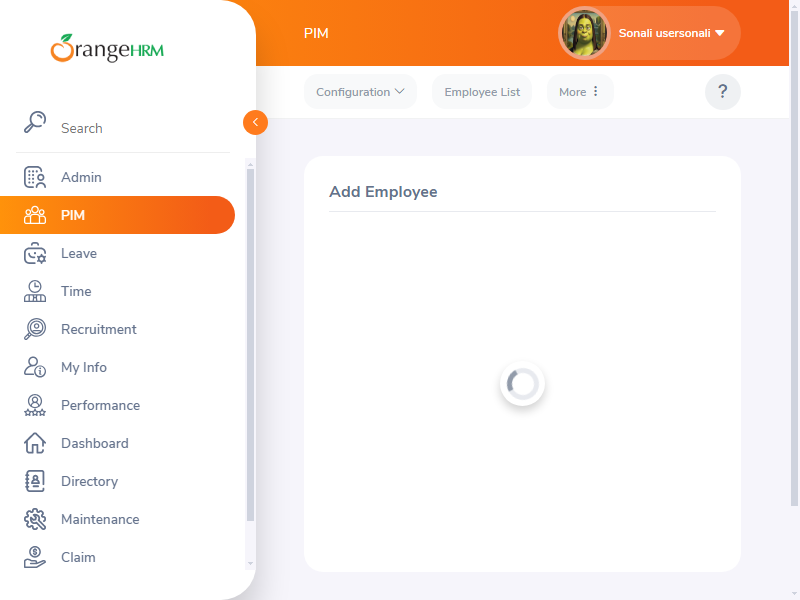 OrangeHRM
PIM
Sonali usersonali
Configuration
Employee List
More
?
Search
Admin
PIM
Leave
Time
Recruitment
My Info
Performance
Dashboard
Directory
Maintenance
Claim
Add Employee